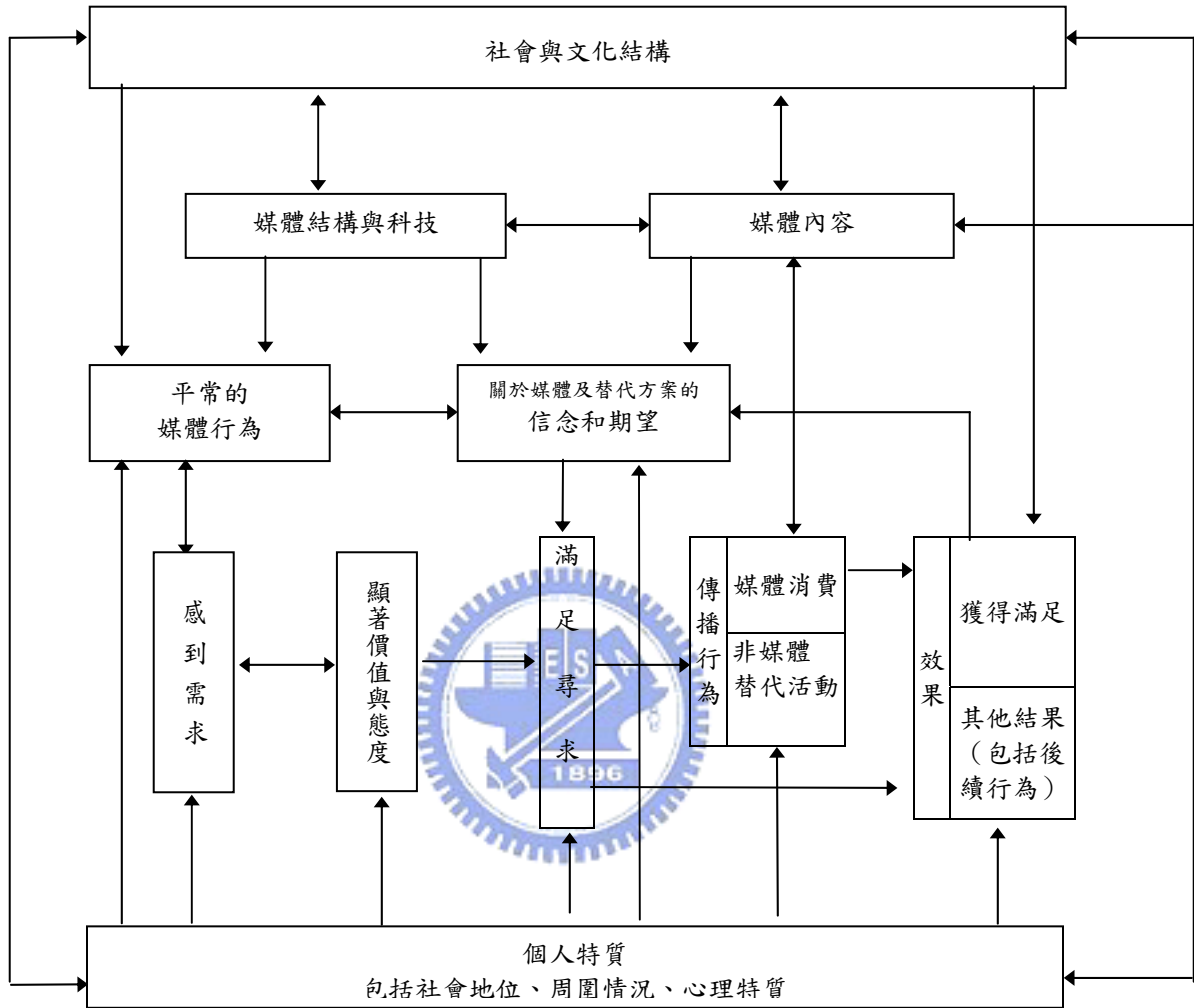 社會與文化結構
媒體結構與科技
媒體內容
平常的
媒體行為
關於媒體及替代方案的
信念和期望
感到需求
顯著價值與態度
滿足尋求
傳播行為
媒體消費
非媒體
替代活動
效果
獲得滿足
其他結果
（包括後
續行為）
E S A
1896
個人特質
包括社會地位、周圍情況、心理特質